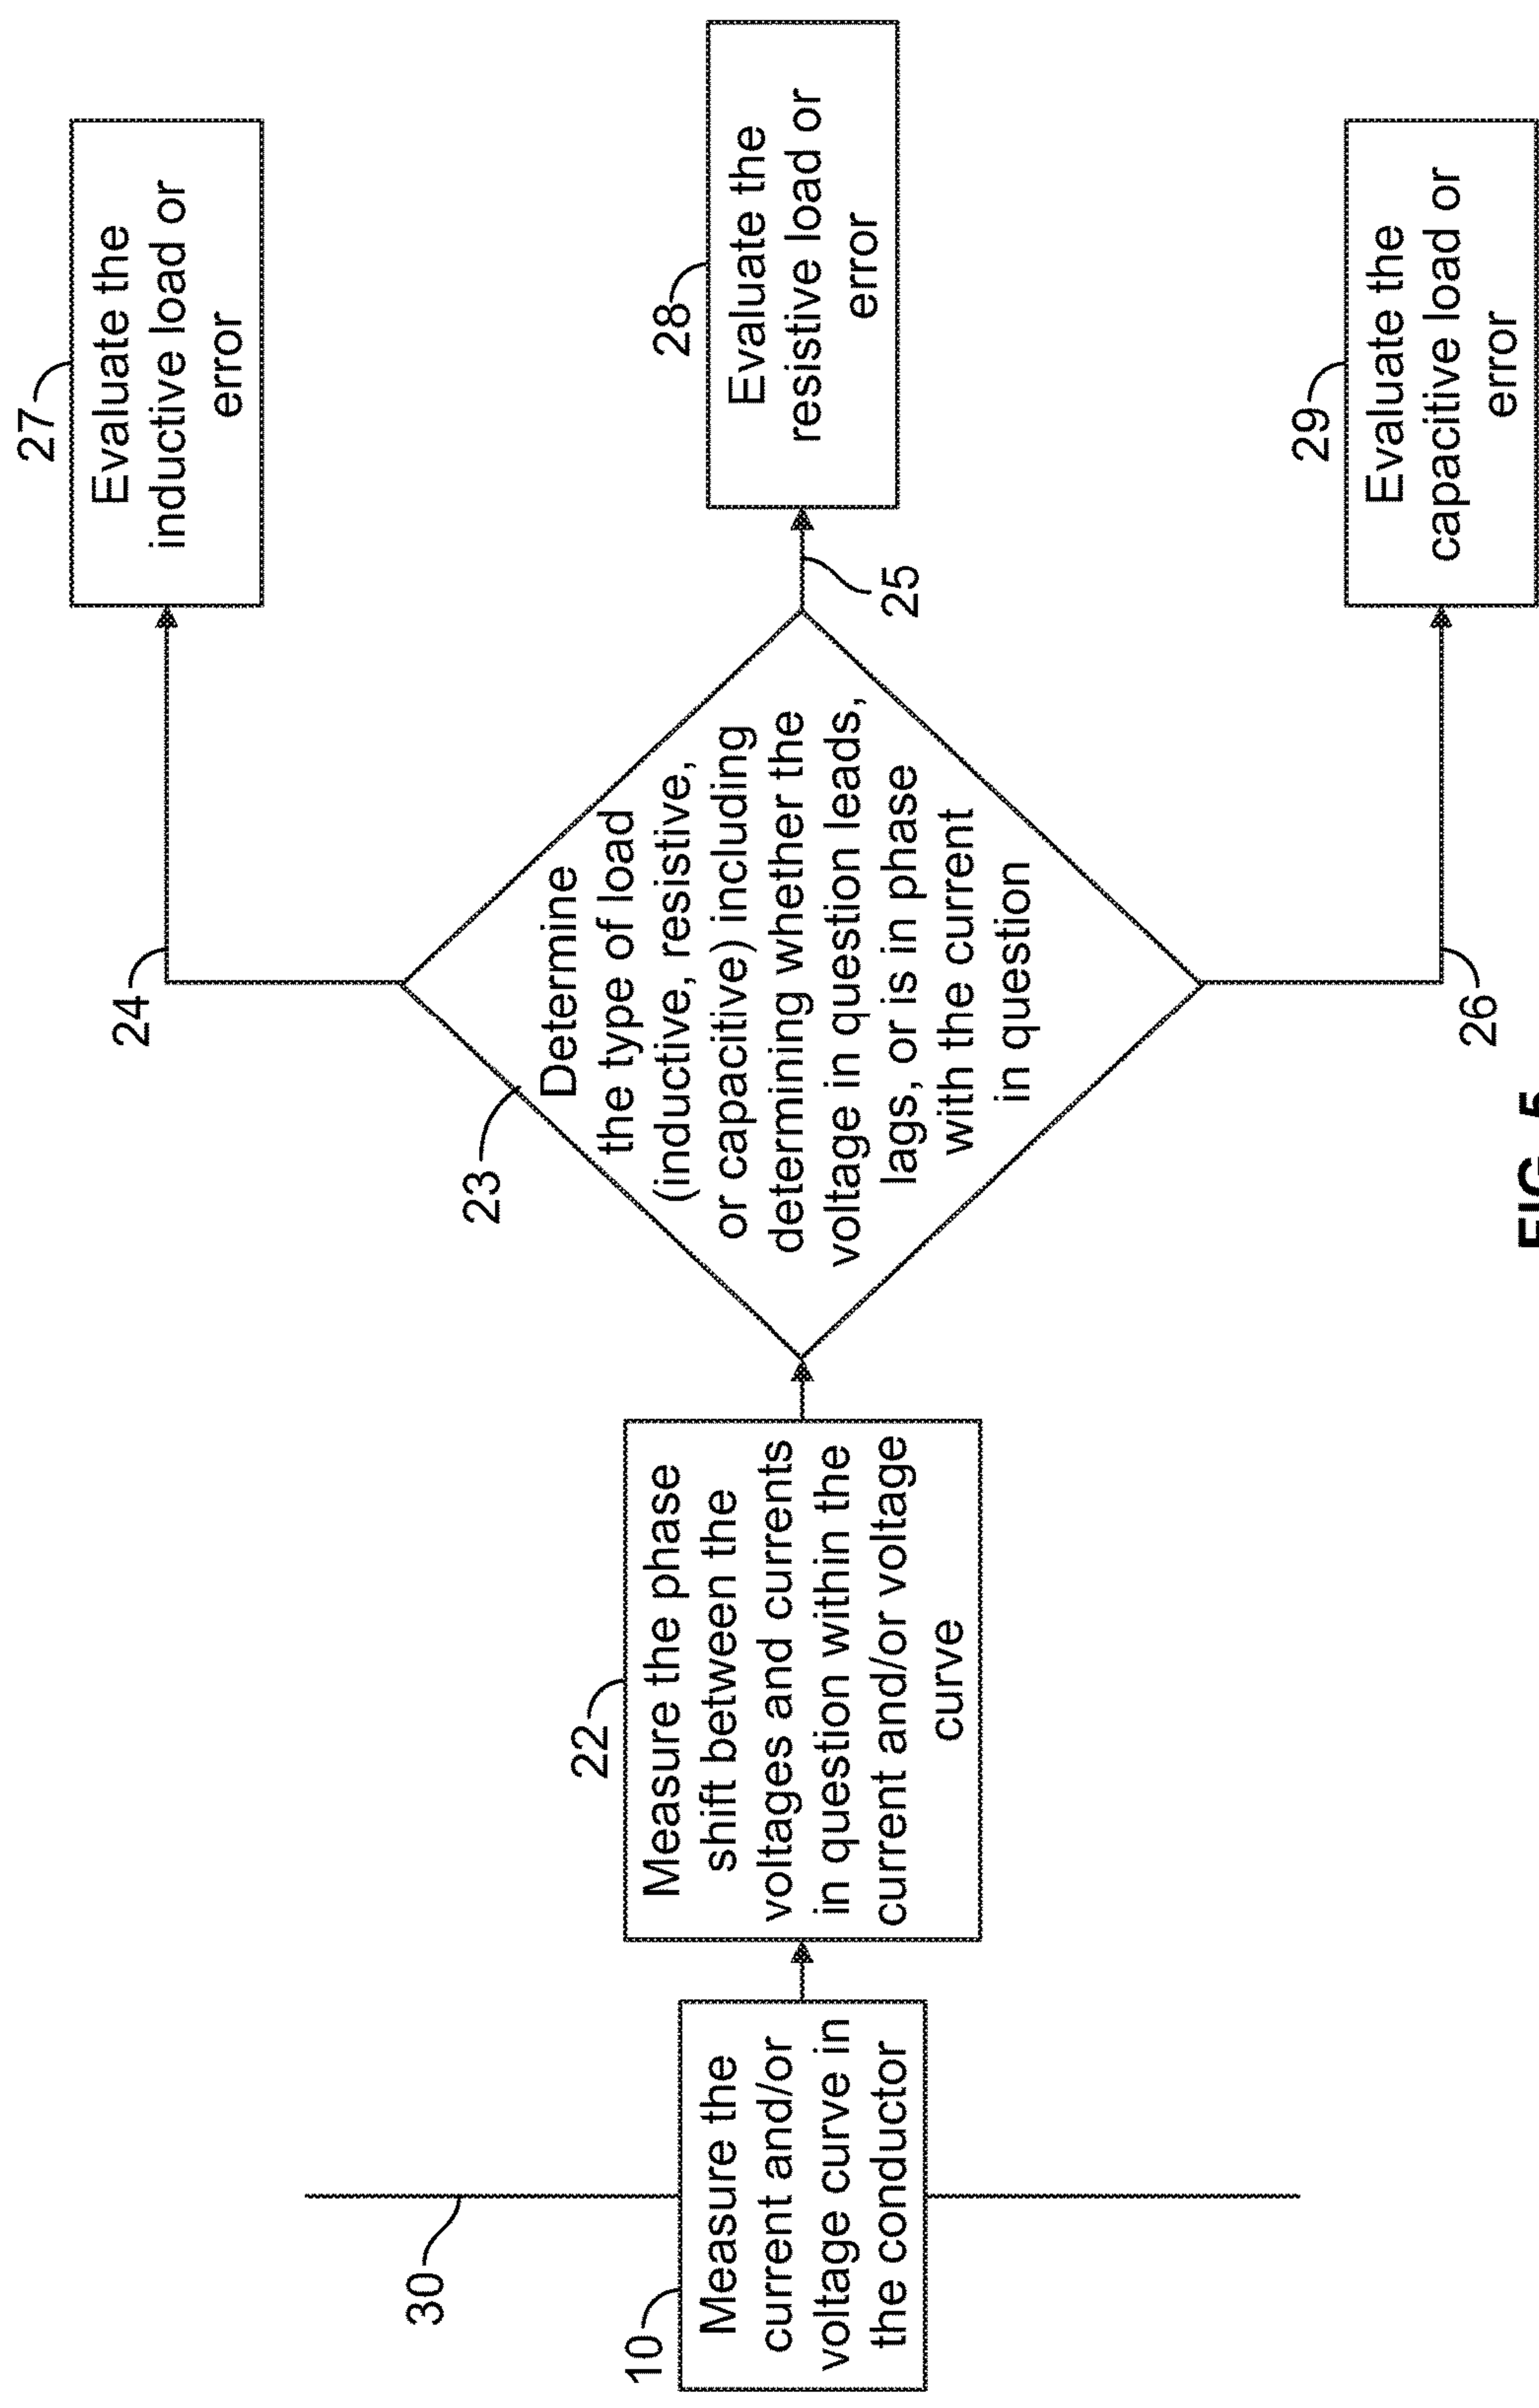 30
10
Measure the
current and/or
voltage curve in
the conductor
22
Measure the phase
shift between the
voltages and currents
in question within the
current and/or voltage
curve
23
Determine
the type of load
(inductive, resistive,
or capacitive) including
determining whether the
voltage in question leads,
lags, or is in phase
with the current
in question
24
27
Evaluate the
inductive load or
error
25
28
Evaluate the
resistive load or
error
26
29
Evaluate the
capacitive load or
error
FIG. 5